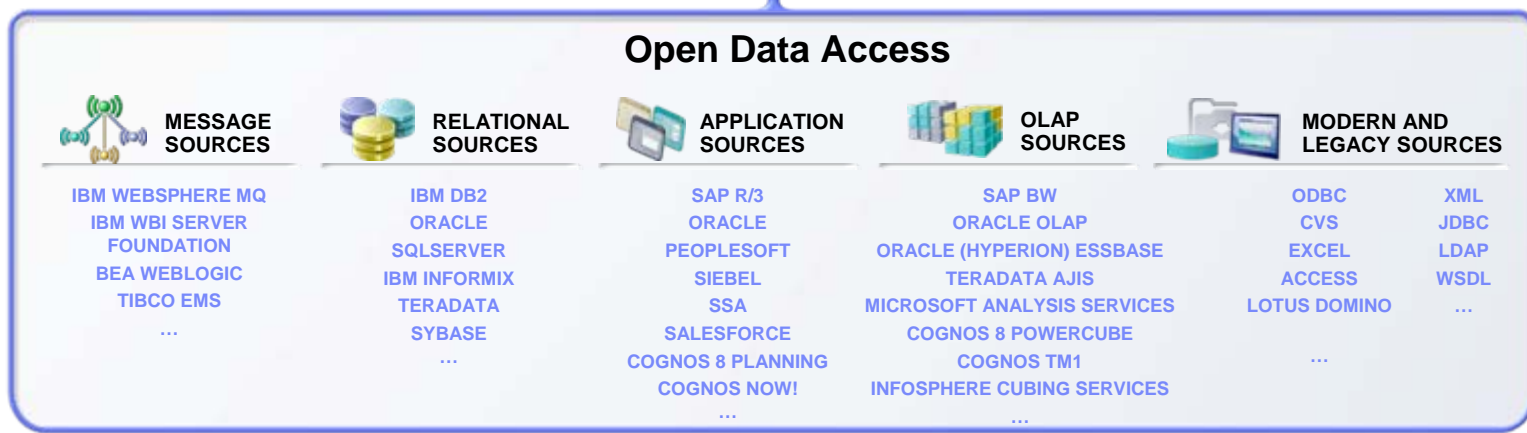 Open Data Access
MESSAGE
SOURCES
IBM WEBSPHERE MQ
IBM WBI SERVER
FOUNDATION
BEA WEBLOGIC
TIBCO EMS
…
RELATIONAL
SOURCES
IBM DB2
ORACLE
SQLSERVER
IBM INFORMIX
TERADATA
SYBASE
…
APPLICATION
SOURCES
SAP R/3
ORACLE
PEOPLESOFT
SIEBEL
SSA
SALESFORCE
COGNOS 8 PLANNING
COGNOS NOW!
…
OLAP
SOURCES
SAP BW
ORACLE OLAP
ORACLE (HYPERION) ESSBASE
TERADATA AJIS
MICROSOFT ANALYSIS SERVICES
COGNOS 8 POWERCUBE
COGNOS TM1
INFOSPHERE CUBING SERVICES
…
MODERN AND
LEGACY SOURCES
ODBC
CVS
EXCEL
ACCESS
LOTUS DOMINO
…
XML
JDBC
LDAP
WSDL
…